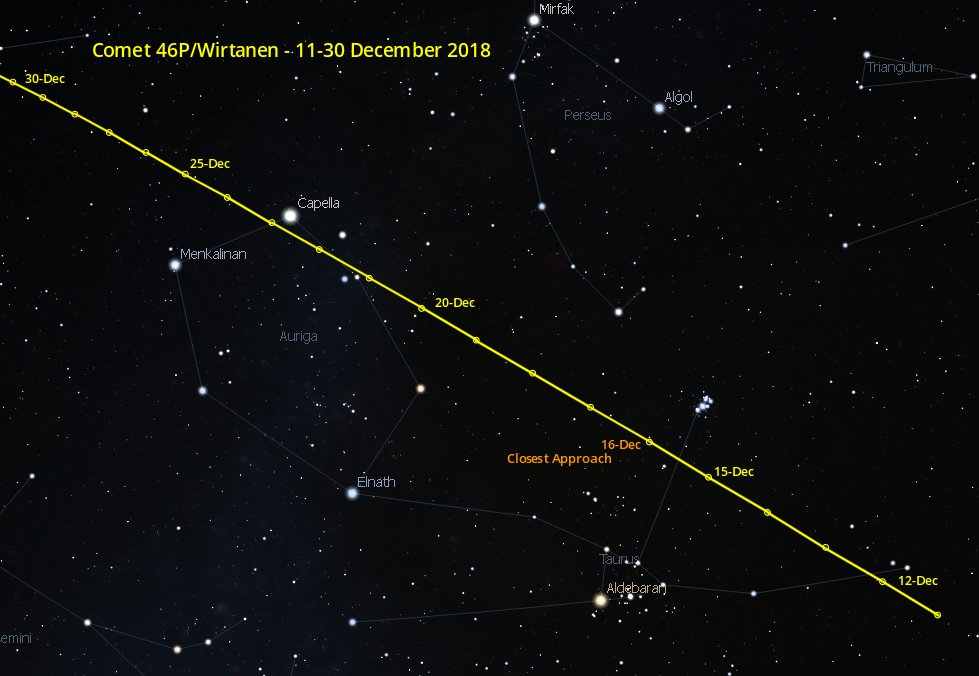 Mirfak
Comet 46P/Wirtanen - 11-30 December 2018
Triangulum
30-Dec
Algol
Perseus
25-Dec
Capella
Menkalinan
20-Dec
Auriga
16-Dec
Closest Approach
15-Dec
Elnath
Taurus
12-Dec
Aldebaran
emini